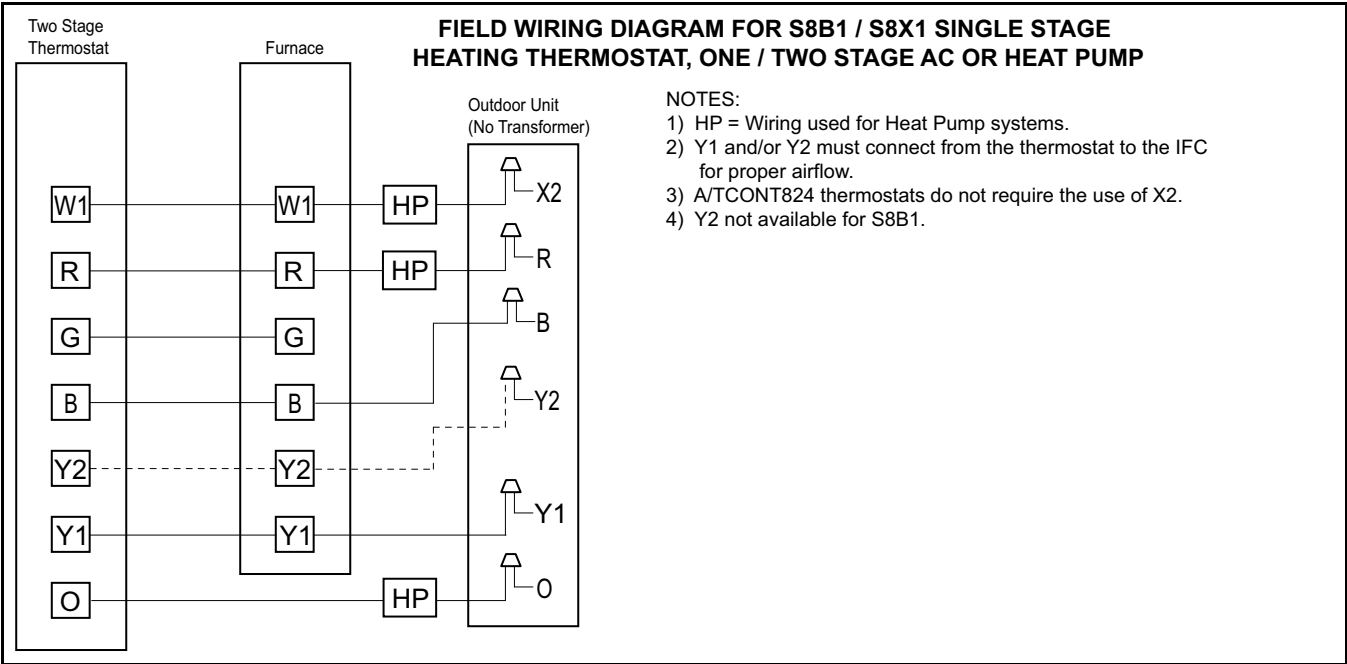 Two Stage
Thermostat
Furnace
FIELD WIRING DIAGRAM FOR S8B1 / S8X1 SINGLE STAGE
HEATING THERMOSTAT, ONE / TWO STAGE AC OR HEAT PUMP
Outdoor Unit
(No Transformer)
NOTES:
1) HP = Wiring used for Heat Pump systems.
2) Y1 and/or Y2 must connect from the thermostat to the IFC
for proper airflow.
3) A/TCONT824 thermostats do not require the use of X2.
4) Y2 not available for S8B1.
W1 W1 HP X2
R R HP R
G G
B B B
Y2 Y2 Y2
Y1 Y1 Y1
O HP O